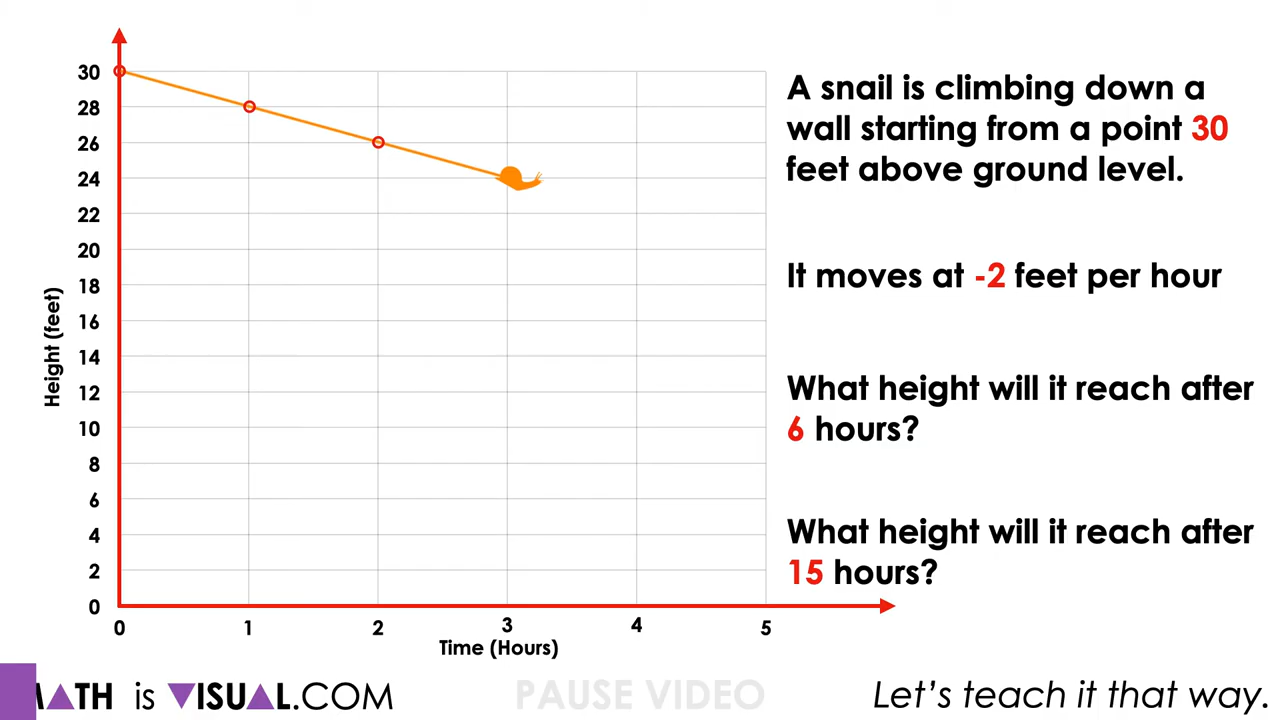 30
28
26
24
22
20
18
16
14
12
10
8
6
4
2
0
Height (feet)
0 1 2 3 4 5
Time (Hours)
A snail is climbing down a
wall starting from a point 30
feet above ground level.
It moves at -2 feet per hour
What height will it reach after
6 hours?
What height will it reach after
15 hours?
MATH is VISUAL.COM
PAUSE VIDEO
Let's teach it that way.